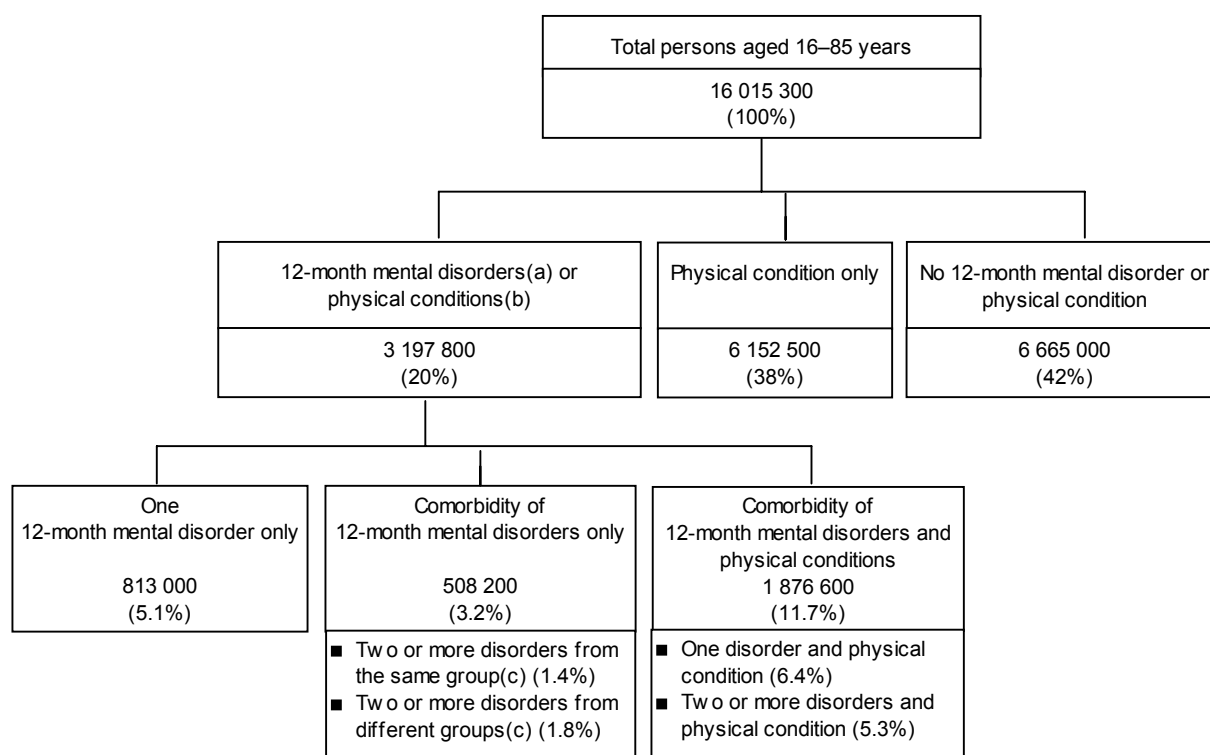 Total persons aged 16–85 years
16 015 300
(100%)
12-month mental disorders(a) or
physical conditions(b)
3 197 800
(20%)
Physical condition only
6 152 500
(38%)
No 12-month mental disorder or
physical condition
6 665 000
(42%)
One
12-month mental disorder only
813 000
(5.1%)
Comorbidity of
12-month mental disorders only
508 200
(3.2%)
■ Two or more disorders from
the same group(c) (1.4%)
■ Two or more disorders from
different groups(c) (1.8%)
Comorbidity of
12-month mental disorders and
physical conditions
1 876 600
(11.7%)
■ One disorder and physical
condition (6.4%)
■ Two or more disorders and
physical condition (5.3%)